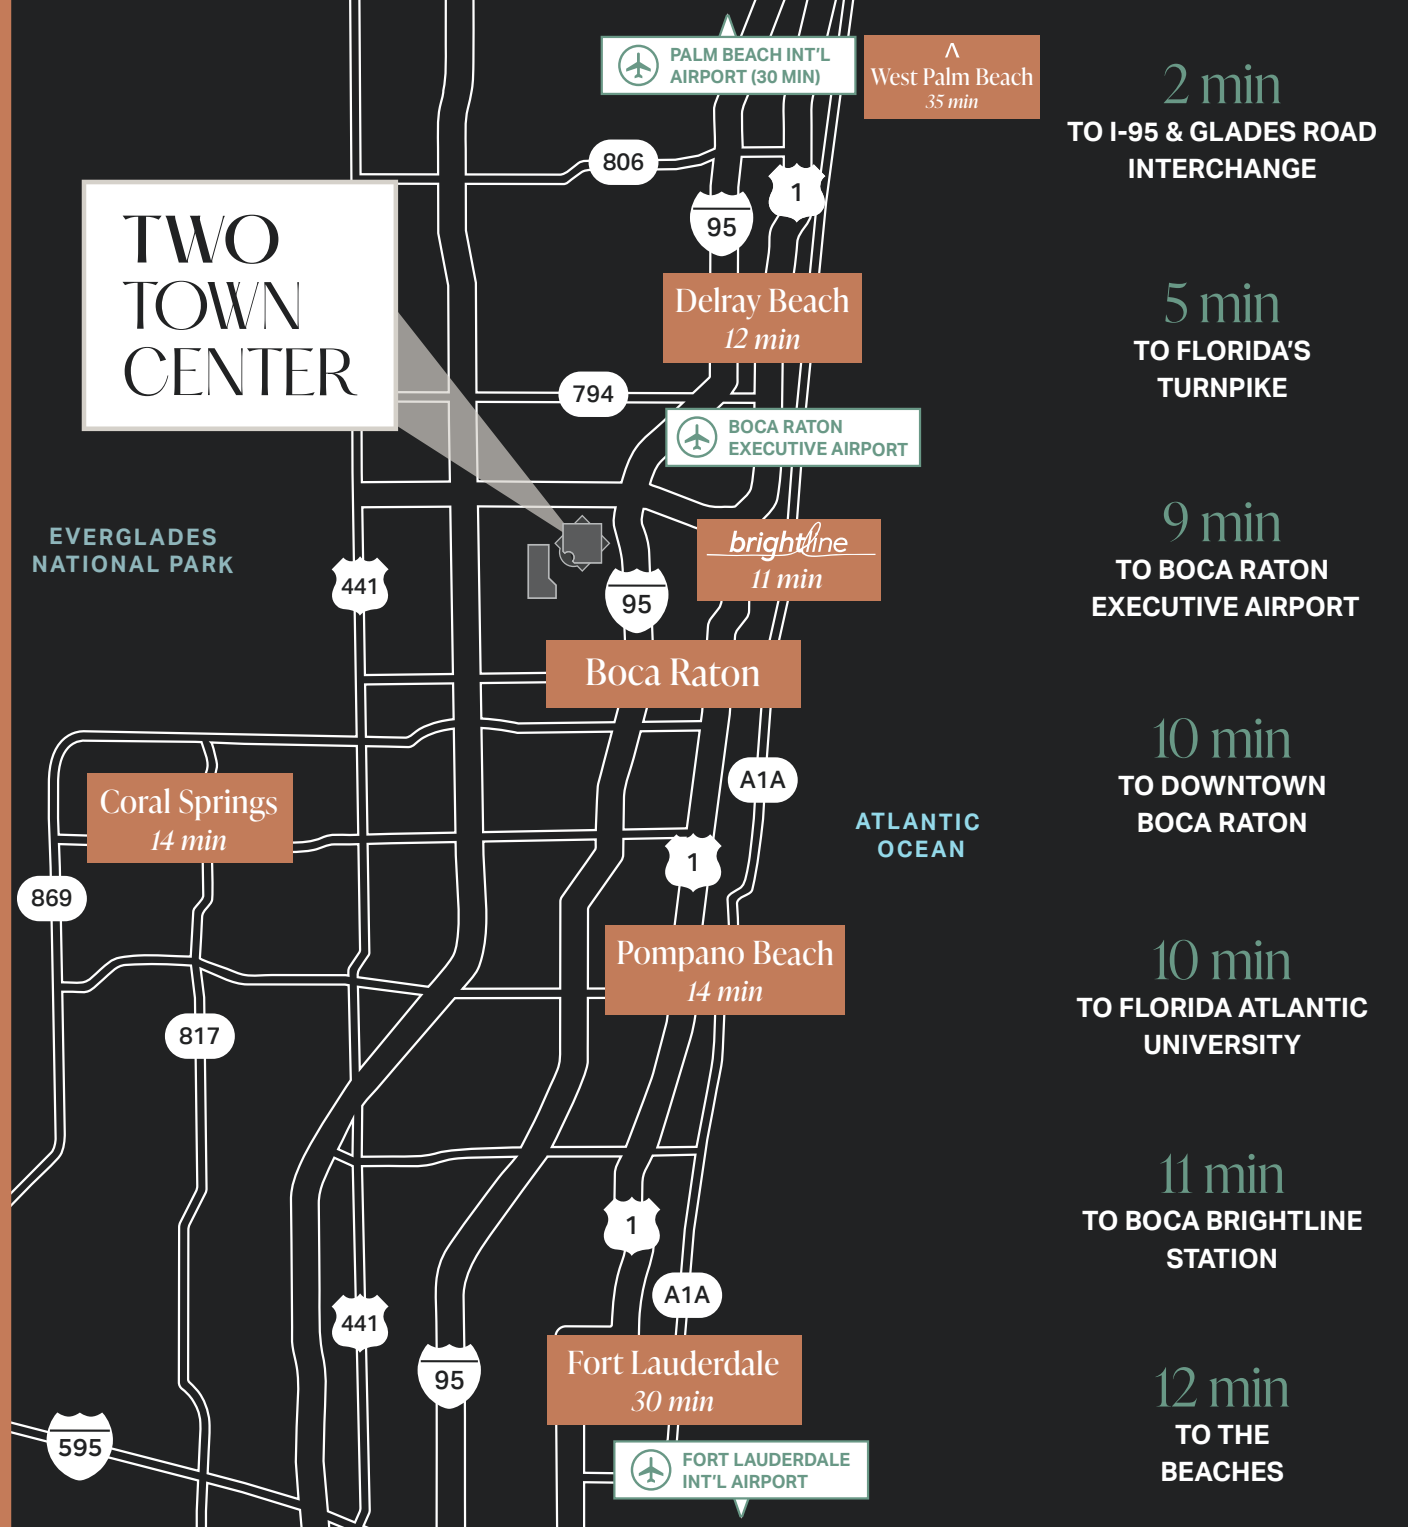 PALM BEACH INT'L
AIRPORT (30 MIN)
^
West Palm Beach
35 min
806
1
95
TWO
TOWN
CENTER
Delray Beach
12 min
794
BOCA RATON
EXECUTIVE AIRPORT
EVERGLADES
NATIONAL PARK
brightline
11 min
441
95
Boca Raton
A1A
Coral Springs
14 min
ATLANTIC
OCEAN
1
869
Pompano Beach
14 min
817
1
A1A
441
95
Fort Lauderdale
30 min
595
FORT LAUDERDALE
INT'L AIRPORT
2 min
TO I-95 & GLADES ROAD
INTERCHANGE
5 min
TO FLORIDA'S
TURNPIKE
9 min
TO BOCA RATON
EXECUTIVE AIRPORT
10 min
TO DOWNTOWN
BOCA RATON
10 min
TO FLORIDA ATLANTIC
UNIVERSITY
11 min
TO BOCA BRIGHTLINE
STATION
12 min
TO THE
BEACHES